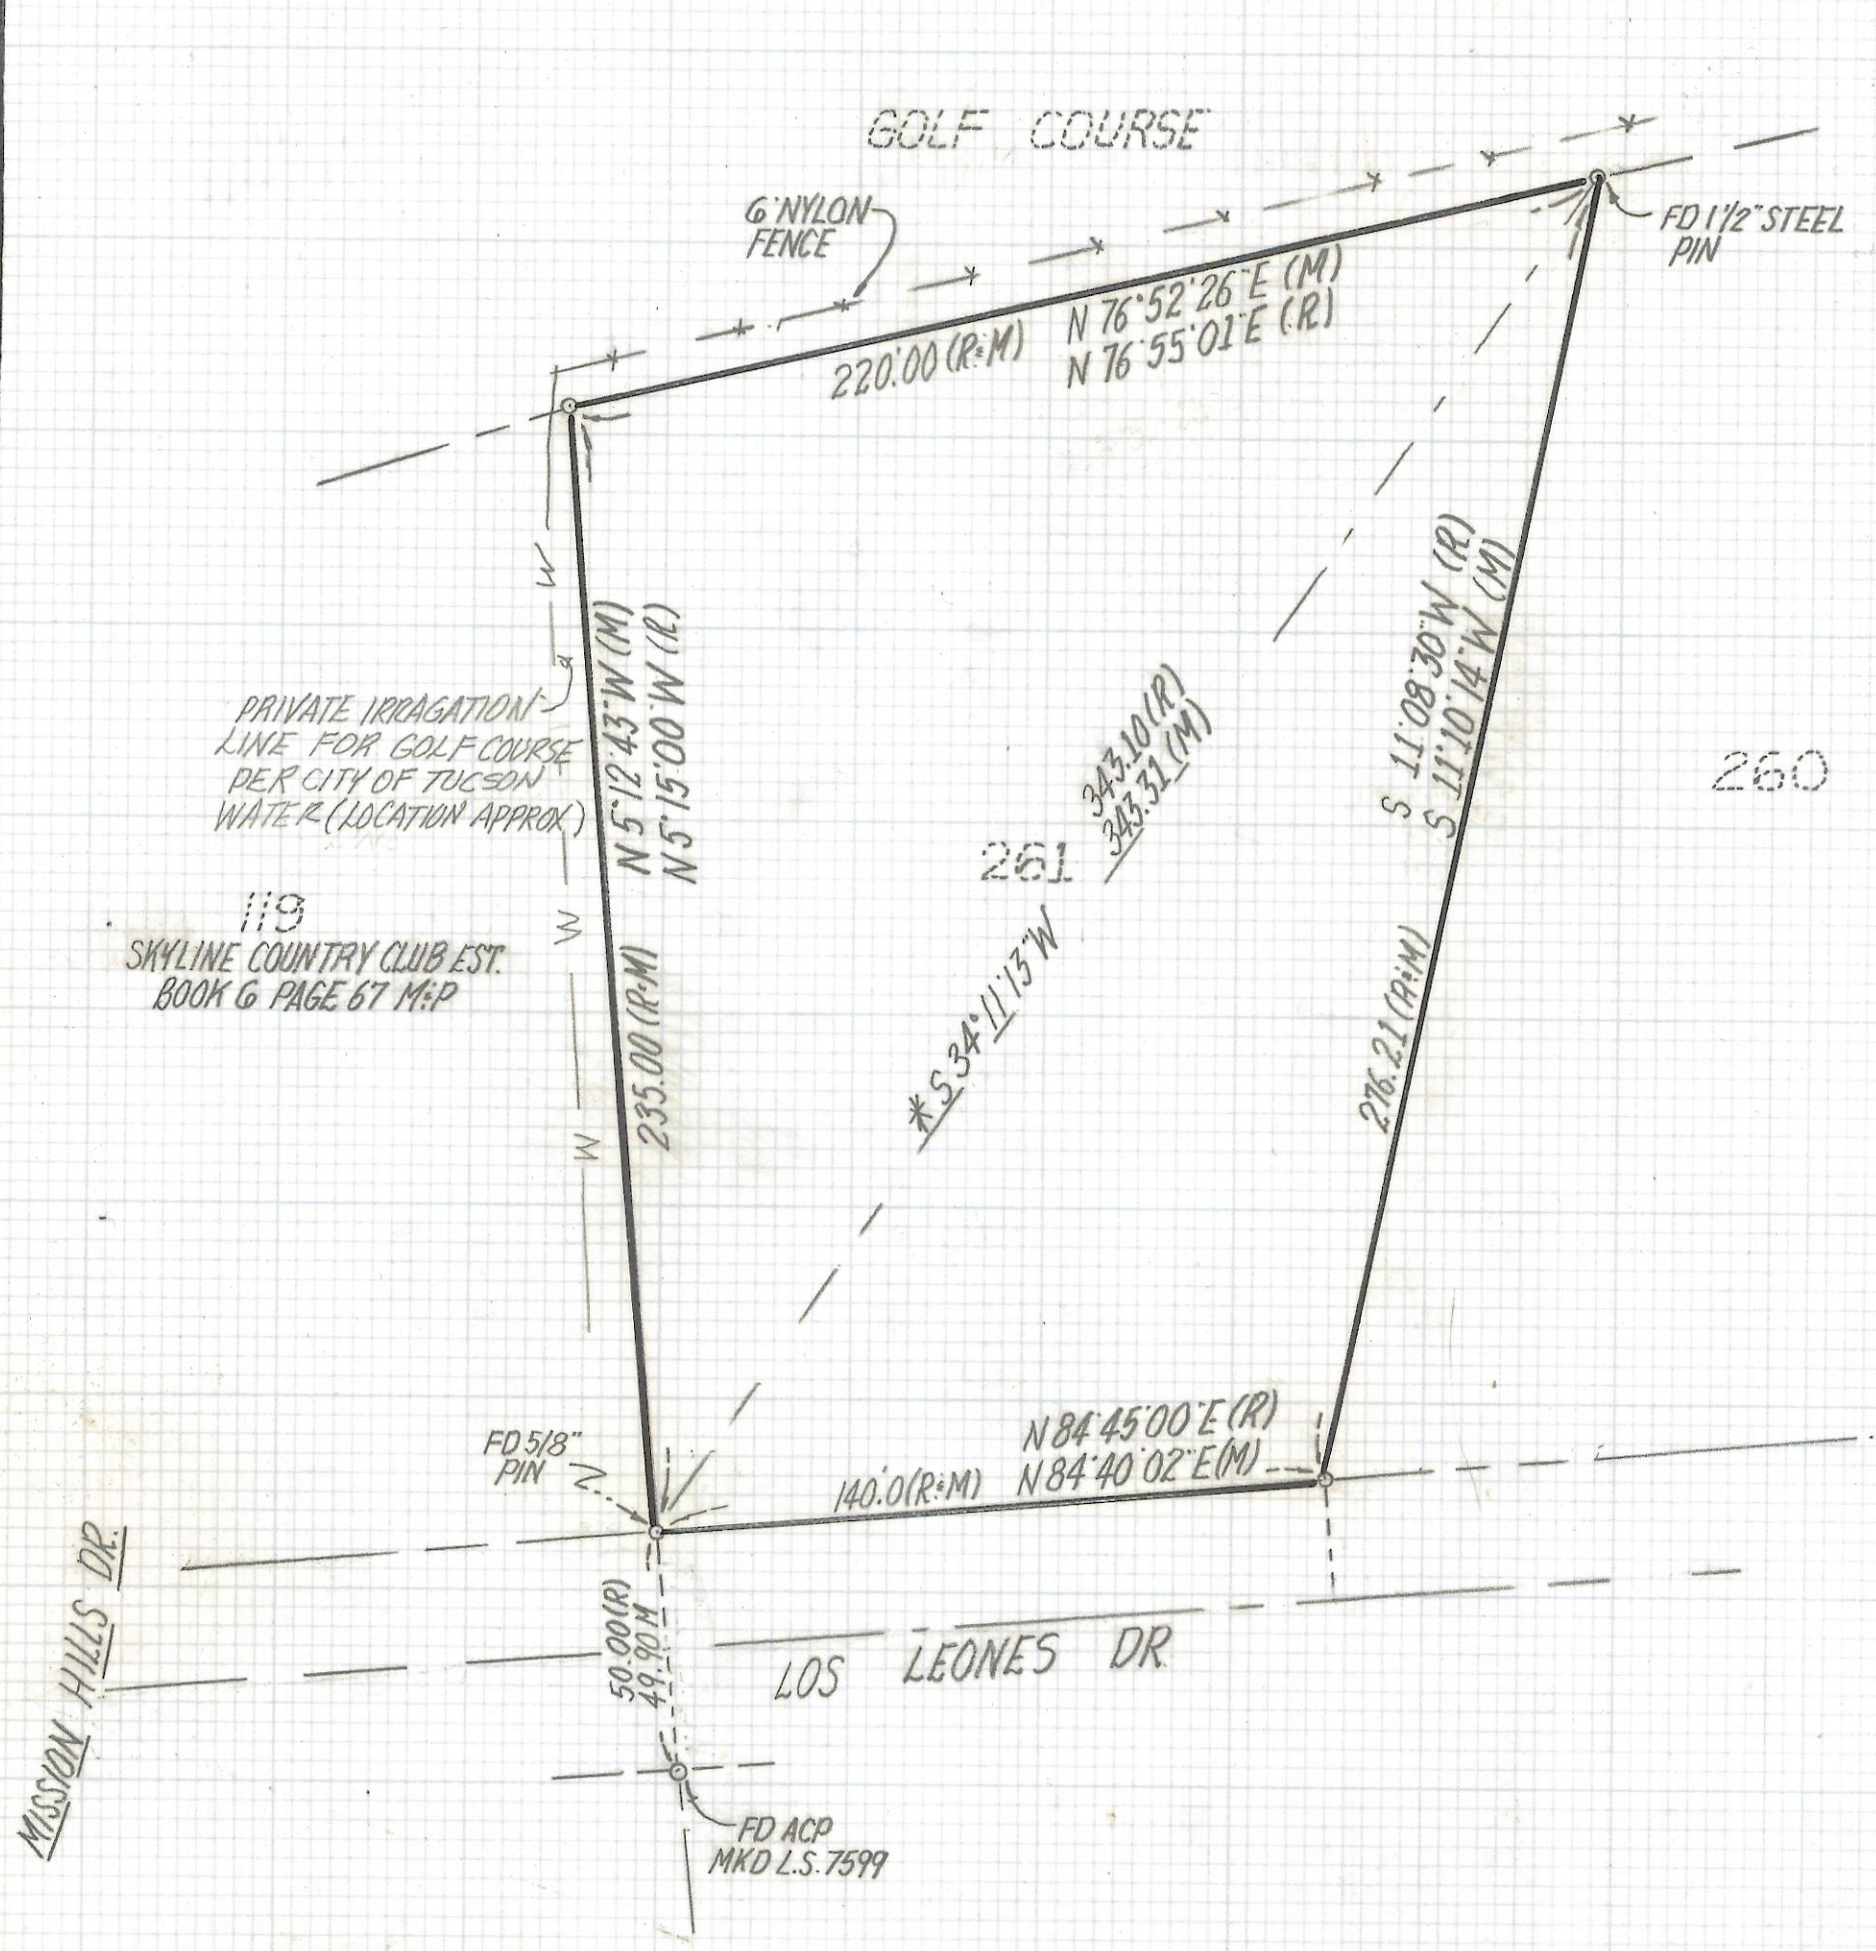 GOLF COURSE
6' NYLON
FENCE
FD 1 1/2" STEEL
PIN
220.00 (R&M)
N 76°52'26"E (M)
N 76°55'01"E (R)
PRIVATE IRRAGATION
LINE FOR GOLF COURSE
PER CITY OF TUCSON
WATER (LOCATION APPROX.)
W
W
W
N 5°12'43"W (M)
N 5°15'00"W (R)
235.00 (R&M)
119
SKYLINE COUNTRY CLUB EST.
BOOK 6 PAGE 67 M&P
261
343.10 (R)
343.31 (M)
* S 34°11'13"W
S 11°08'30"W (R)
S 11°10'14"W (M)
276.21 (R&M)
260
FD 5/8"
PIN
140.0 (R&M)
N 84°45'00"E (R)
N 84°40'02"E (M)
50.00 (R)
49.90 M
MISSION HILLS DR.
LOS LEONES DR
FD ACP
MKD L.S. 7599